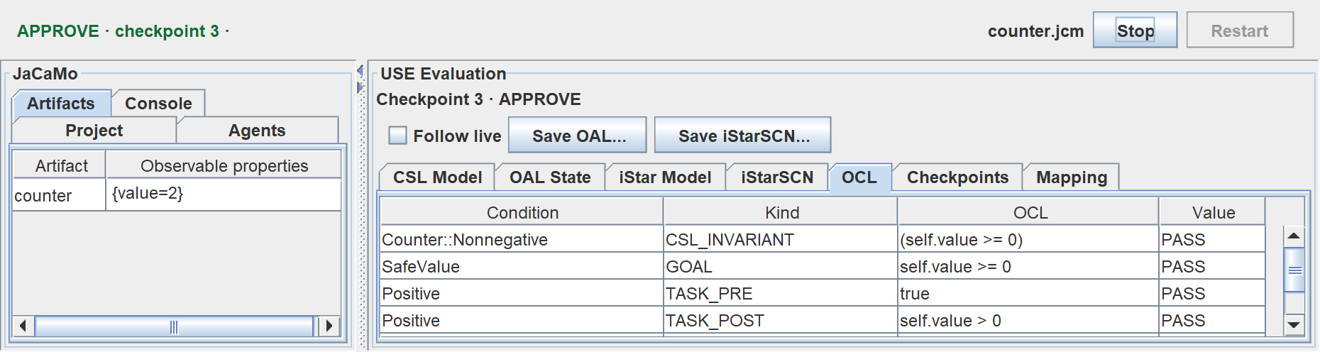 APPROVE · checkpoint 3 ·
counter.jcm Stop Restart
JaCaMo
Artifacts Console
Project Agents
Artifact Observable properties
counter {value=2}
USE Evaluation
Checkpoint 3 · APPROVE
Follow live Save OAL... Save iStarSCN...
CSL Model OAL State iStar Model iStarSCN OCL Checkpoints Mapping
Condition Kind OCL Value
Counter::Nonnegative CSL_INVARIANT (self.value >= 0) PASS
SafeValue GOAL self.value >= 0 PASS
Positive TASK_PRE true PASS
Positive TASK_POST self.value > 0 PASS